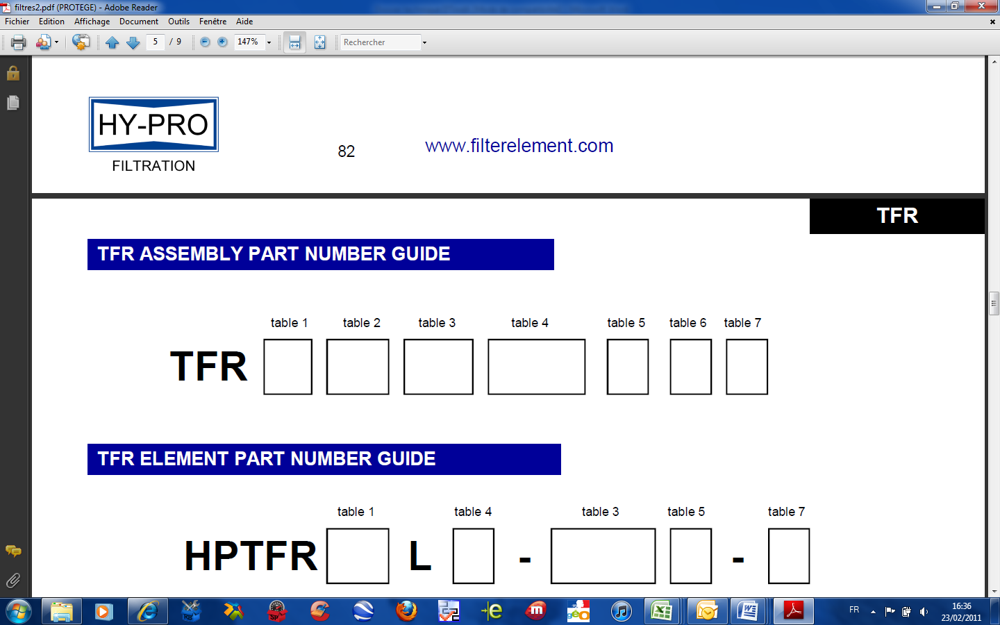 filtres2.pdf (PROTEGE) - Adobe Reader
Fichier Edition Affichage Document Outils Fenêtre Aide
5 / 9 147% Rechercher
HY-PRO
FILTRATION
82
www.filterelement.com
TFR
TFR ASSEMBLY PART NUMBER GUIDE
table 1 table 2 table 3 table 4 table 5 table 6 table 7
TFR
TFR ELEMENT PART NUMBER GUIDE
table 1 table 4 table 3 table 5 table 7
HPTFR L - -
FR
16:36
23/02/2011